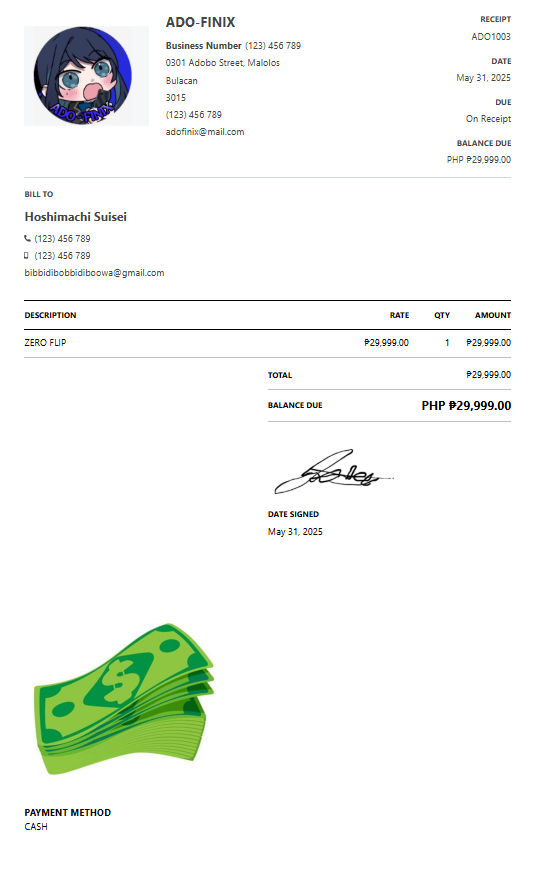 ADO-FINIX
ADO-FINIX
Business Number (123) 456 789
0301 Adobo Street, Malolos
Bulacan
3015
(123) 456 789
adofinix@mail.com
RECEIPT
ADO1003
DATE
May 31, 2025
DUE
On Receipt
BALANCE DUE
PHP ₱29,999.00
BILL TO
Hoshimachi Suisei
(123) 456 789
(123) 456 789
bibbidibobbidiboowa@gmail.com
DESCRIPTION RATE QTY AMOUNT
ZERO FLIP ₱29,999.00 1 ₱29,999.00
TOTAL ₱29,999.00
BALANCE DUE PHP ₱29,999.00
DATE SIGNED
May 31, 2025
$
PAYMENT METHOD
CASH